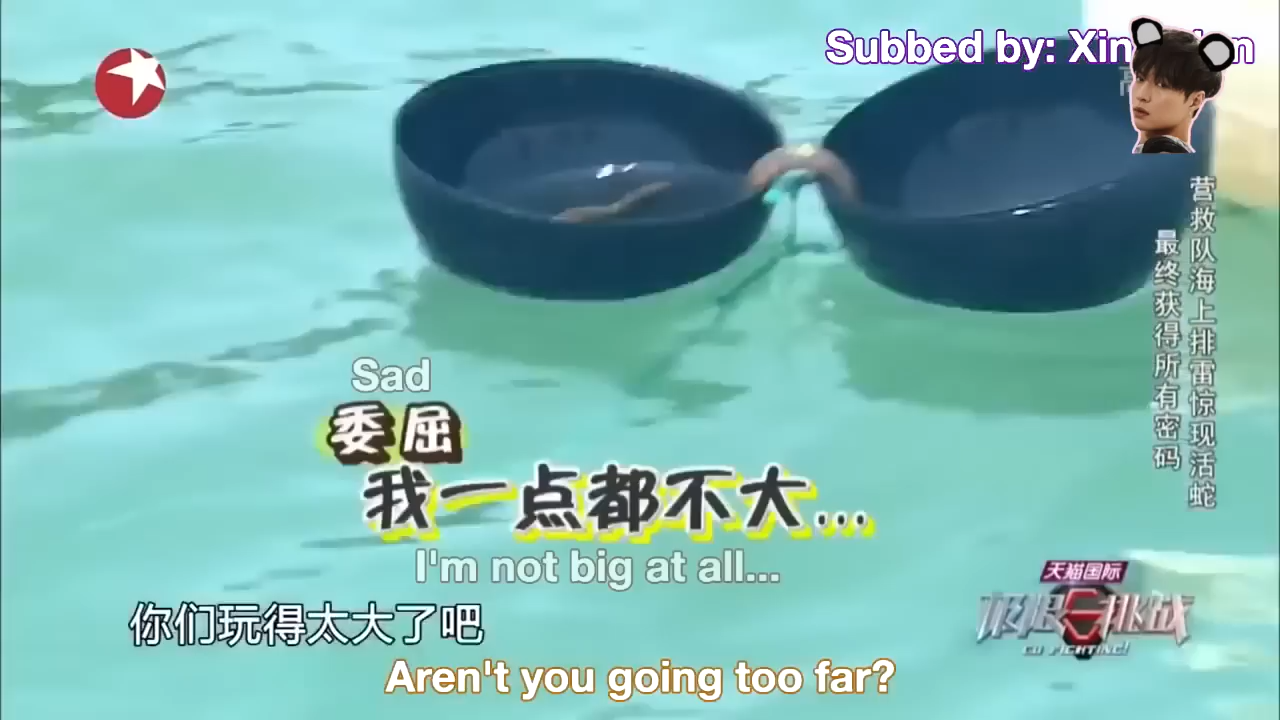 Subbed by: Xin
营救队海上排雷惊现活蛇
最终获得所有密码
Sad
委屈
我一点都不大...
I'm not big at all...
你们玩得太大了吧
Aren't you going too far?
天猫国际
极限挑战
GO FIGHTING!